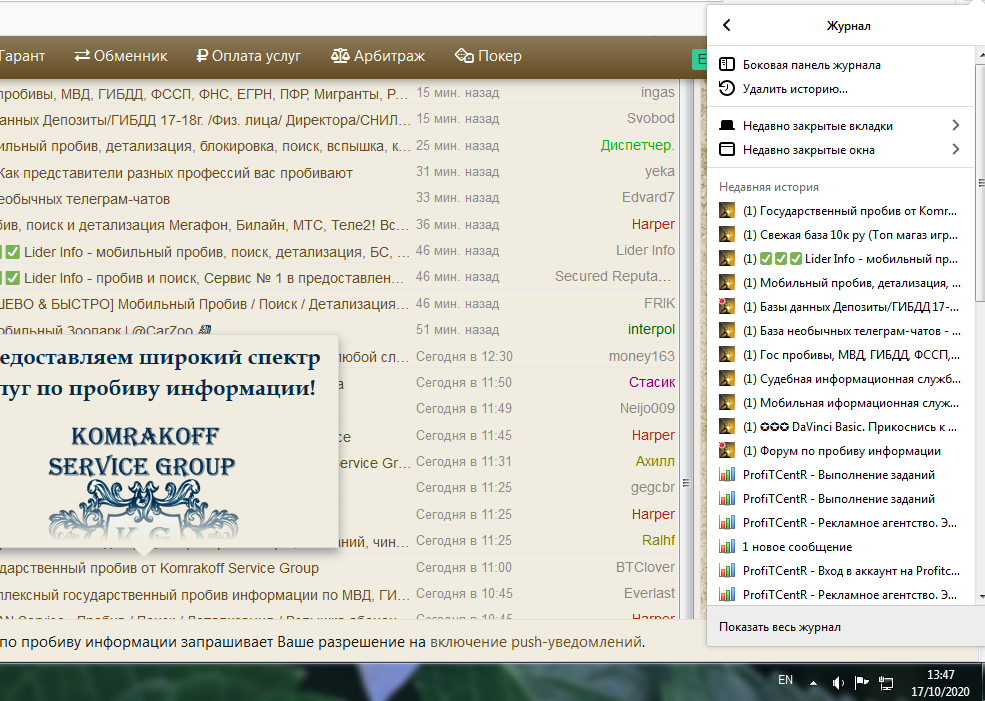 Гарант Обменник Оплата услуг Арбитраж Покер
пробивы, МВД, ГИБДД, ФССП, ФНС, ЕГРН, ПФР, Мигранты, Р... 15 мин. назад ingas
анных Депозиты/ГИБДД 17-18г. /Физ. лица/ Директора/СНИЛ... 15 мин. назад Svobod
ильный пробив, детализация, блокировка, поиск, вспышка, к... 25 мин. назад Диспетчер.
Как представители разных профессий вас пробивают 31 мин. назад yeka
еобычных телеграм-чатов 33 мин. назад Edvard7
бив, поиск и детализация Мегафон, Билайн, МТС, Теле2! Вс... 36 мин. назад Harper
Lider Info - мобильный пробив, поиск, детализация, БС, ... 46 мин. назад Lider Info
Lider Info - пробив и поиск, Сервис № 1 в предоставлен... 46 мин. назад Secured Reputa...
ШЕВО & БЫСТРО] Мобильный Пробив / Поиск / Детализация... 46 мин. назад FRIK
обильный Зоопарк | @CarZoo 51 мин. назад interpol
любой сл... Сегодня в 12:30 money163
а Сегодня в 11:50 Стасик
Сегодня в 11:49 Neijo009
се Сегодня в 11:45 Harper
ervice Gr... Сегодня в 11:31 Ахилл
Сегодня в 11:25 gegcbr
Сегодня в 11:25 Harper
аний, чин... Сегодня в 11:25 Ralhf
дарственный пробив от Komrakoff Service Group Сегодня в 11:00 BTClover
плексный государственный пробив информации по МВД, ГИ... Сегодня в 10:45 Everlast
Сегодня в 10:45 Harper
едоставляем широкий спектр
луг по пробиву информации!
KOMRAKOFF
SERVICE GROUP
по пробиву информации запрашивает Ваше разрешение на включение push-уведомлений.
Журнал
Боковая панель журнала
Удалить историю...
Недавно закрытые вкладки
Недавно закрытые окна
Недавняя история
(1) Государственный пробив от Komr...
(1) Свежая база 10к ру (Топ магаз игр...
(1) ✅✅✅ Lider Info - мобильный пр...
(1) Мобильный пробив, детализация, ...
(1) Базы данных Депозиты/ГИБДД 17-...
(1) База необычных телеграм-чатов - ...
(1) Гос пробивы, МВД, ГИБДД, ФССП,...
(1) Судебная информационная служб...
(1) Мобильная иформационная служ...
(1) ✪✪✪ DaVinci Basic. Прикоснись к ...
(1) Форум по пробиву информации
ProfiTCentR - Выполнение заданий
ProfiTCentR - Выполнение заданий
ProfiTCentR - Рекламное агентство. Э...
1 новое сообщение
ProfiTCentR - Вход в аккаунт на Profitc...
ProfiTCentR - Рекламное агентство. Э...
Показать весь журнал
EN
13:47
17/10/2020